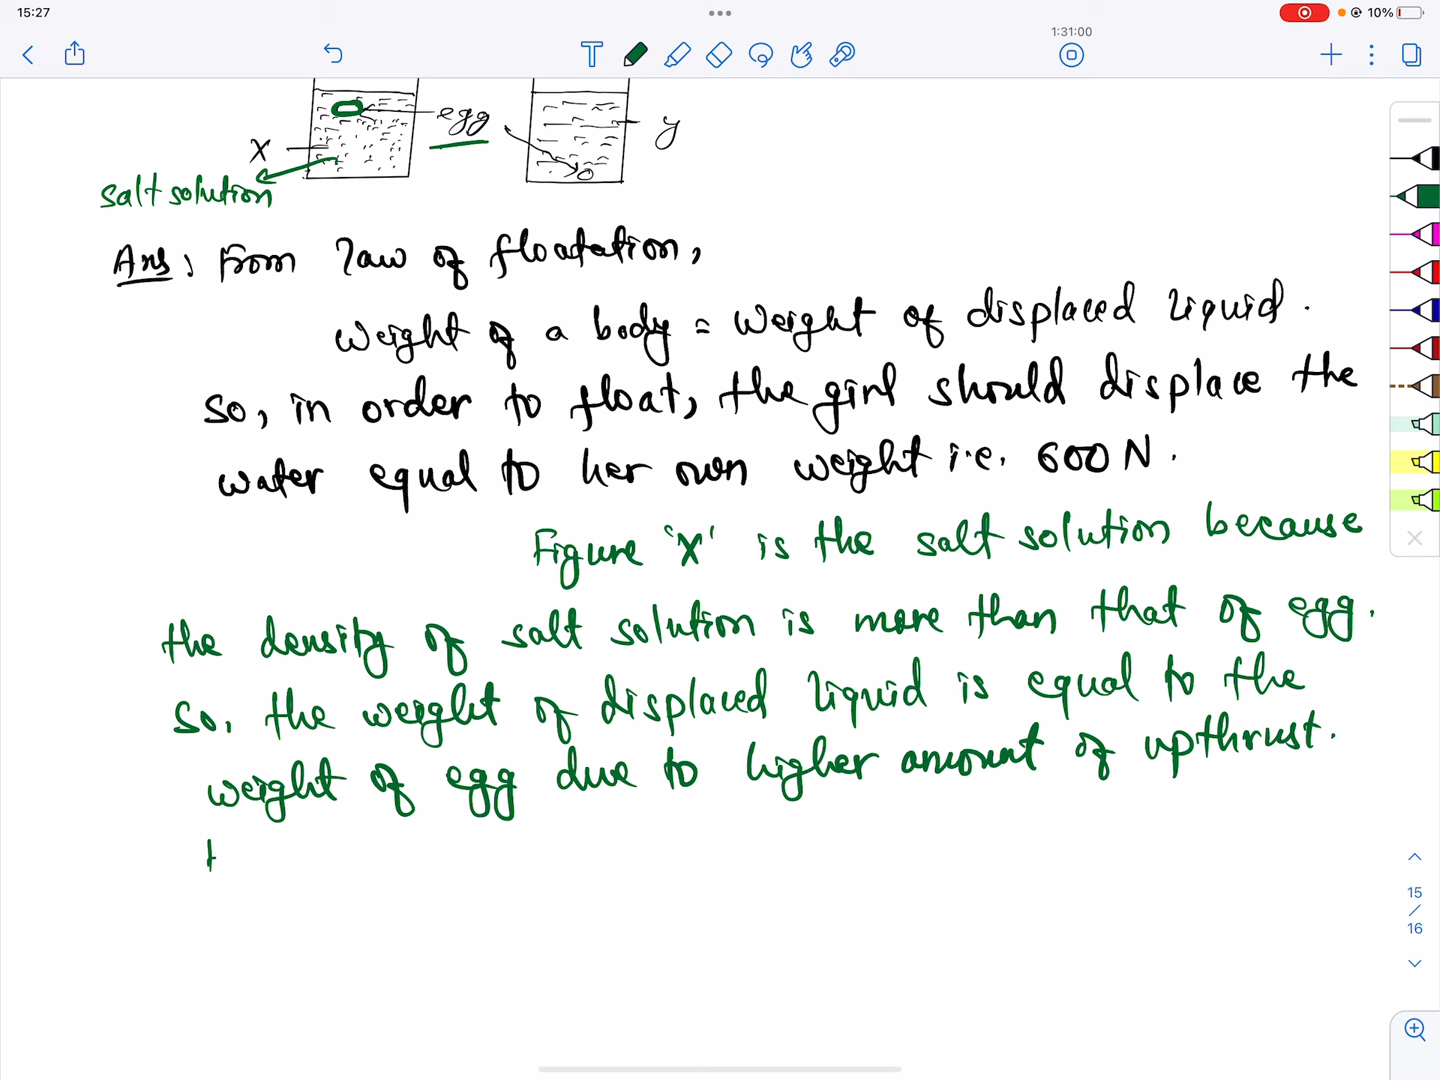 15:27
10%
1:31:00
T
egg
X
y
salt solution
Ans: From law of floatation,
weight of a body = weight of displaced liquid.
so, in order to float, the girl should displace the
water equal to her own weight i.e. 600 N.
Figure 'X' is the salt solution because
the density of salt solution is more than that of egg.
so, the weight of displaced liquid is equal to the
weight of egg due to higher amount of upthrust.
15
/
16